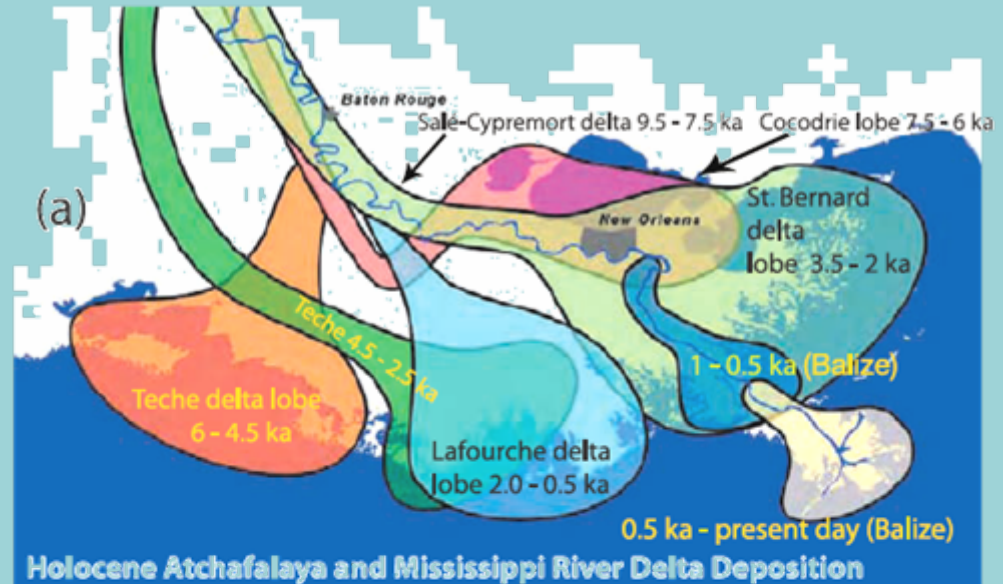 Baton Rouge
Salé-Cypremort delta 9.5 - 7.5 ka
Cocodrie lobe 7.5 - 6 ka
(a)
St. Bernard
delta
lobe 3.5 - 2 ka
New Orleans
Teche 4.5 - 2.5 ka
1 - 0.5 ka (Balize)
Teche delta lobe
6 - 4.5 ka
Lafourche delta
lobe 2.0 - 0.5 ka
0.5 ka - present day (Balize)
Holocene Atchafalaya and Mississippi River Delta Deposition